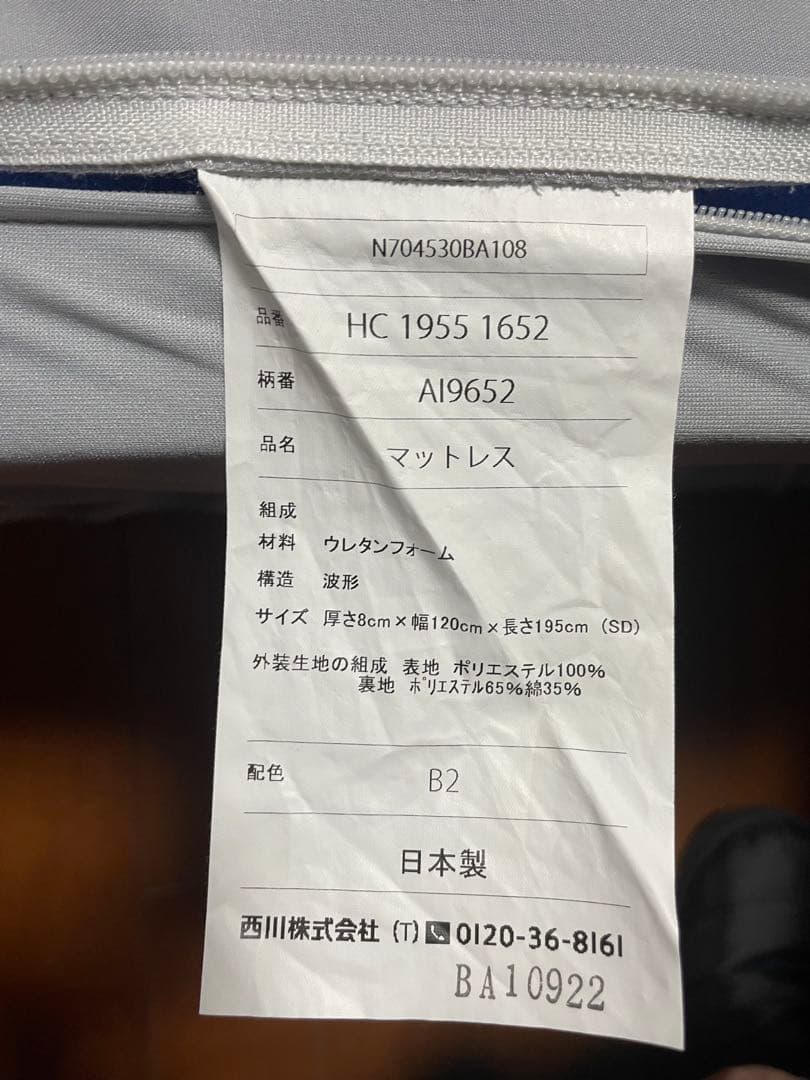 N704530BA108
品番 HC 1955 1652
柄番 AI9652
品名 マットレス
組成
材料 ウレタンフォーム
構造 波形
サイズ 厚さ8cm×幅120cm×長さ195cm (SD)
外装生地の組成 表地 ポリエステル100%
裏地 ﾎﾟﾘｴｽﾃﾙ65%綿35%
配色 B2
日本製
西川株式会社 (T) 0120-36-8161
BA10922